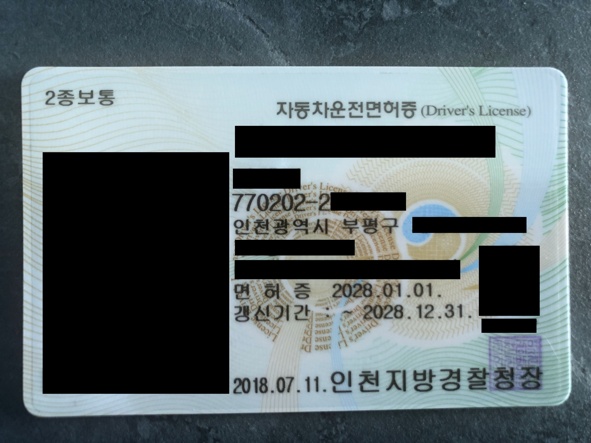 2종보통
자동차운전면허증 (Driver's License)
770202-2
인천광역시 부평구
면 허 증 2028.01.01.
갱신기간 : ~ 2028.12.31.
2018.07.11. 인천지방경찰청장